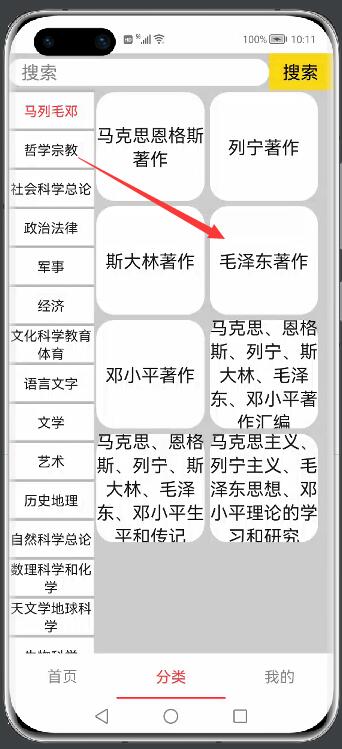 100% 10:11
搜索
搜索
马列毛邓
哲学宗教
社会科学总论
政治法律
军事
经济
文化科学教育
体育
语言文字
文学
艺术
历史地理
自然科学总论
数理科学和化
学
天文学地球科
学
生物科学
马克思恩格斯
著作
列宁著作
斯大林著作
毛泽东著作
邓小平著作
马克思、恩格
斯、列宁、斯
大林、毛泽
东、邓小平著
作汇编
马克思、恩格
斯、列宁、斯
大林、毛泽
东、邓小平生
平和传记
马克思主义、
列宁主义、毛
泽东思想、邓
小平理论的学
习和研究
首页
分类
我的